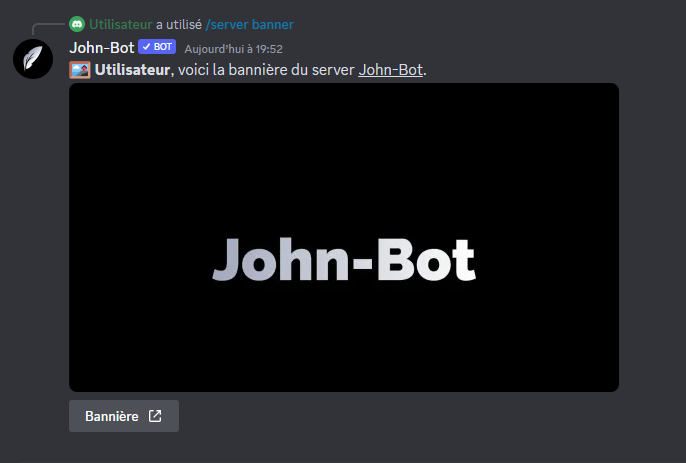 Utilisateur a utilisé /server banner
John-Bot BOT Aujourd'hui à 19:52
Utilisateur, voici la bannière du server John-Bot.
John-Bot
Bannière